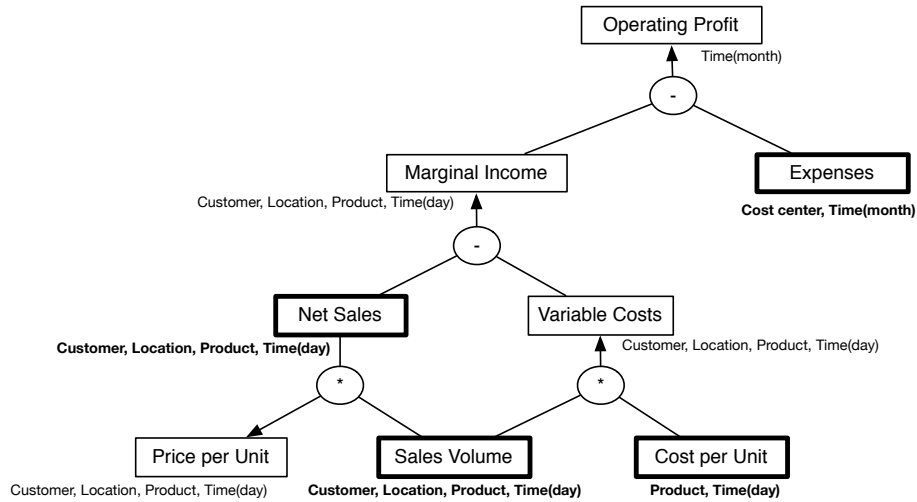 Operating Profit
Time(month)
-
Marginal Income
Expenses
Customer, Location, Product, Time(day)
Cost center, Time(month)
-
Net Sales
Variable Costs
Customer, Location, Product, Time(day)
Customer, Location, Product, Time(day)
*
*
Price per Unit
Sales Volume
Cost per Unit
Customer, Location, Product, Time(day)
Customer, Location, Product, Time(day)
Product, Time(day)